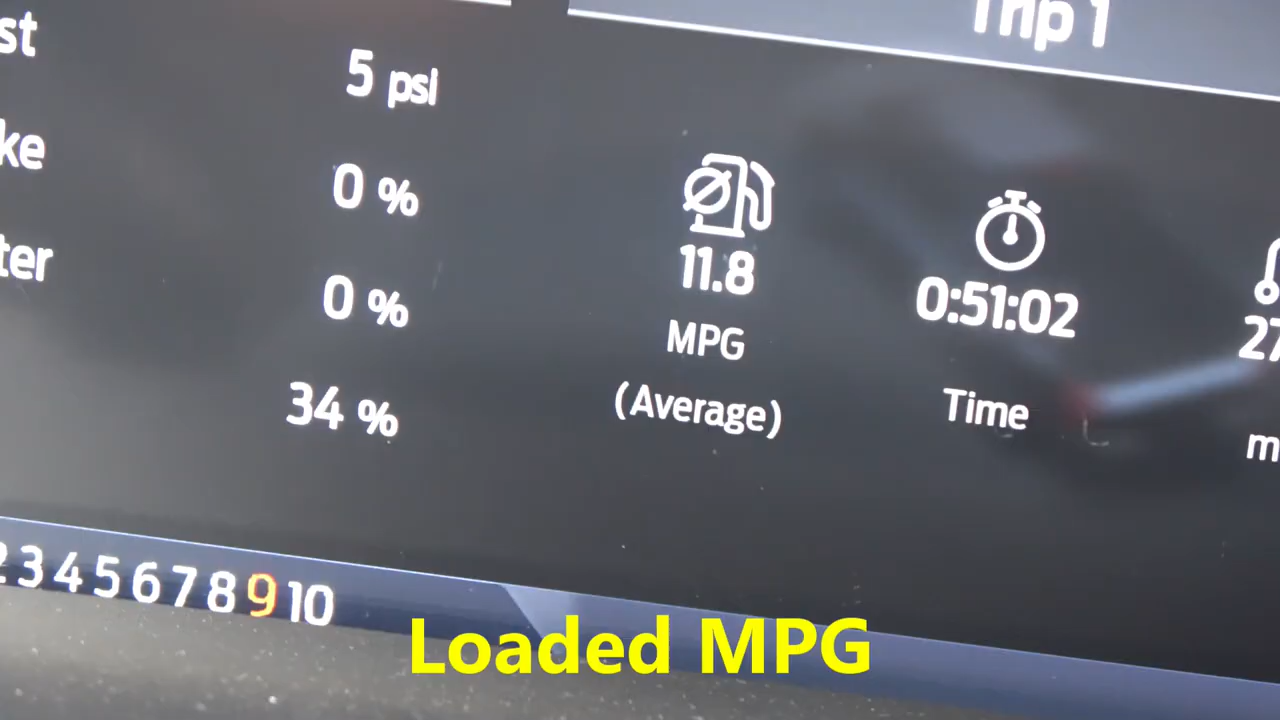 Trip 1
st
5 psi
ke
0 %
ter
0 %
34 %
11.8
MPG
(Average)
0:51:02
Time
27
m
2 3 4 5 6 7 8 9 10
Loaded MPG